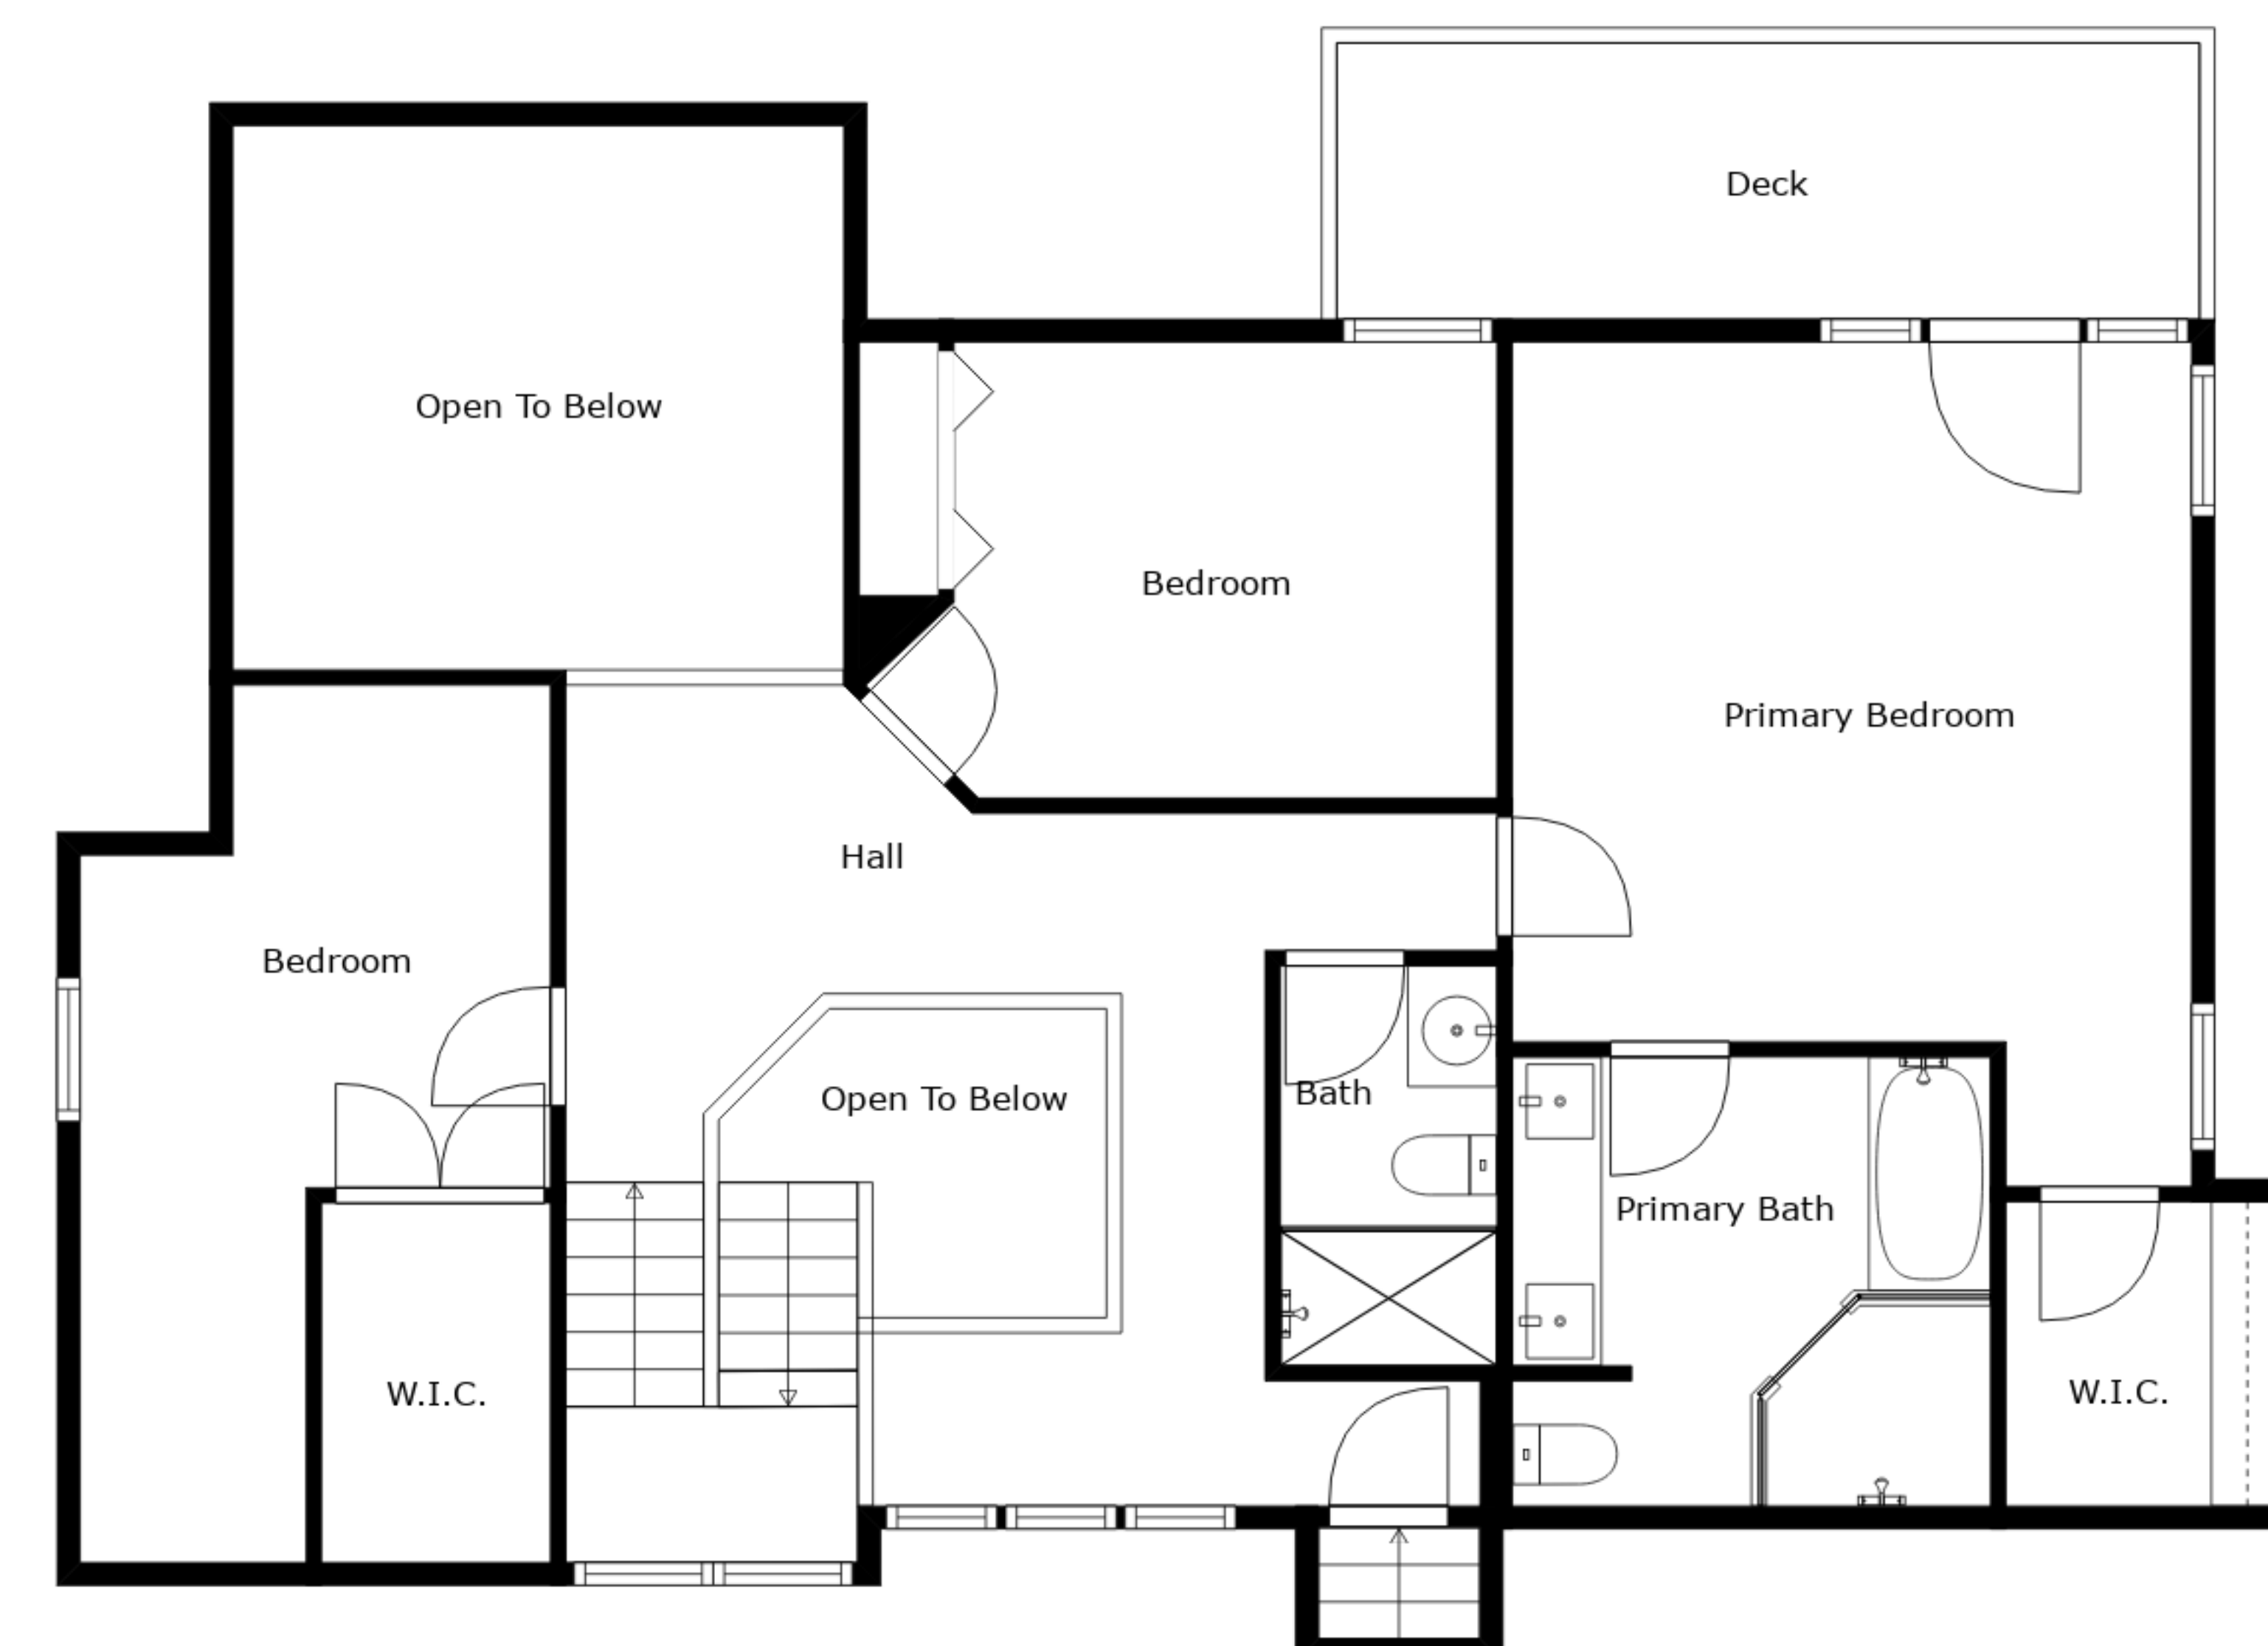 Deck
Open To Below
Bedroom
Primary Bedroom
Hall
Bedroom
Open To Below
Bath
Primary Bath
W.I.C.
W.I.C.